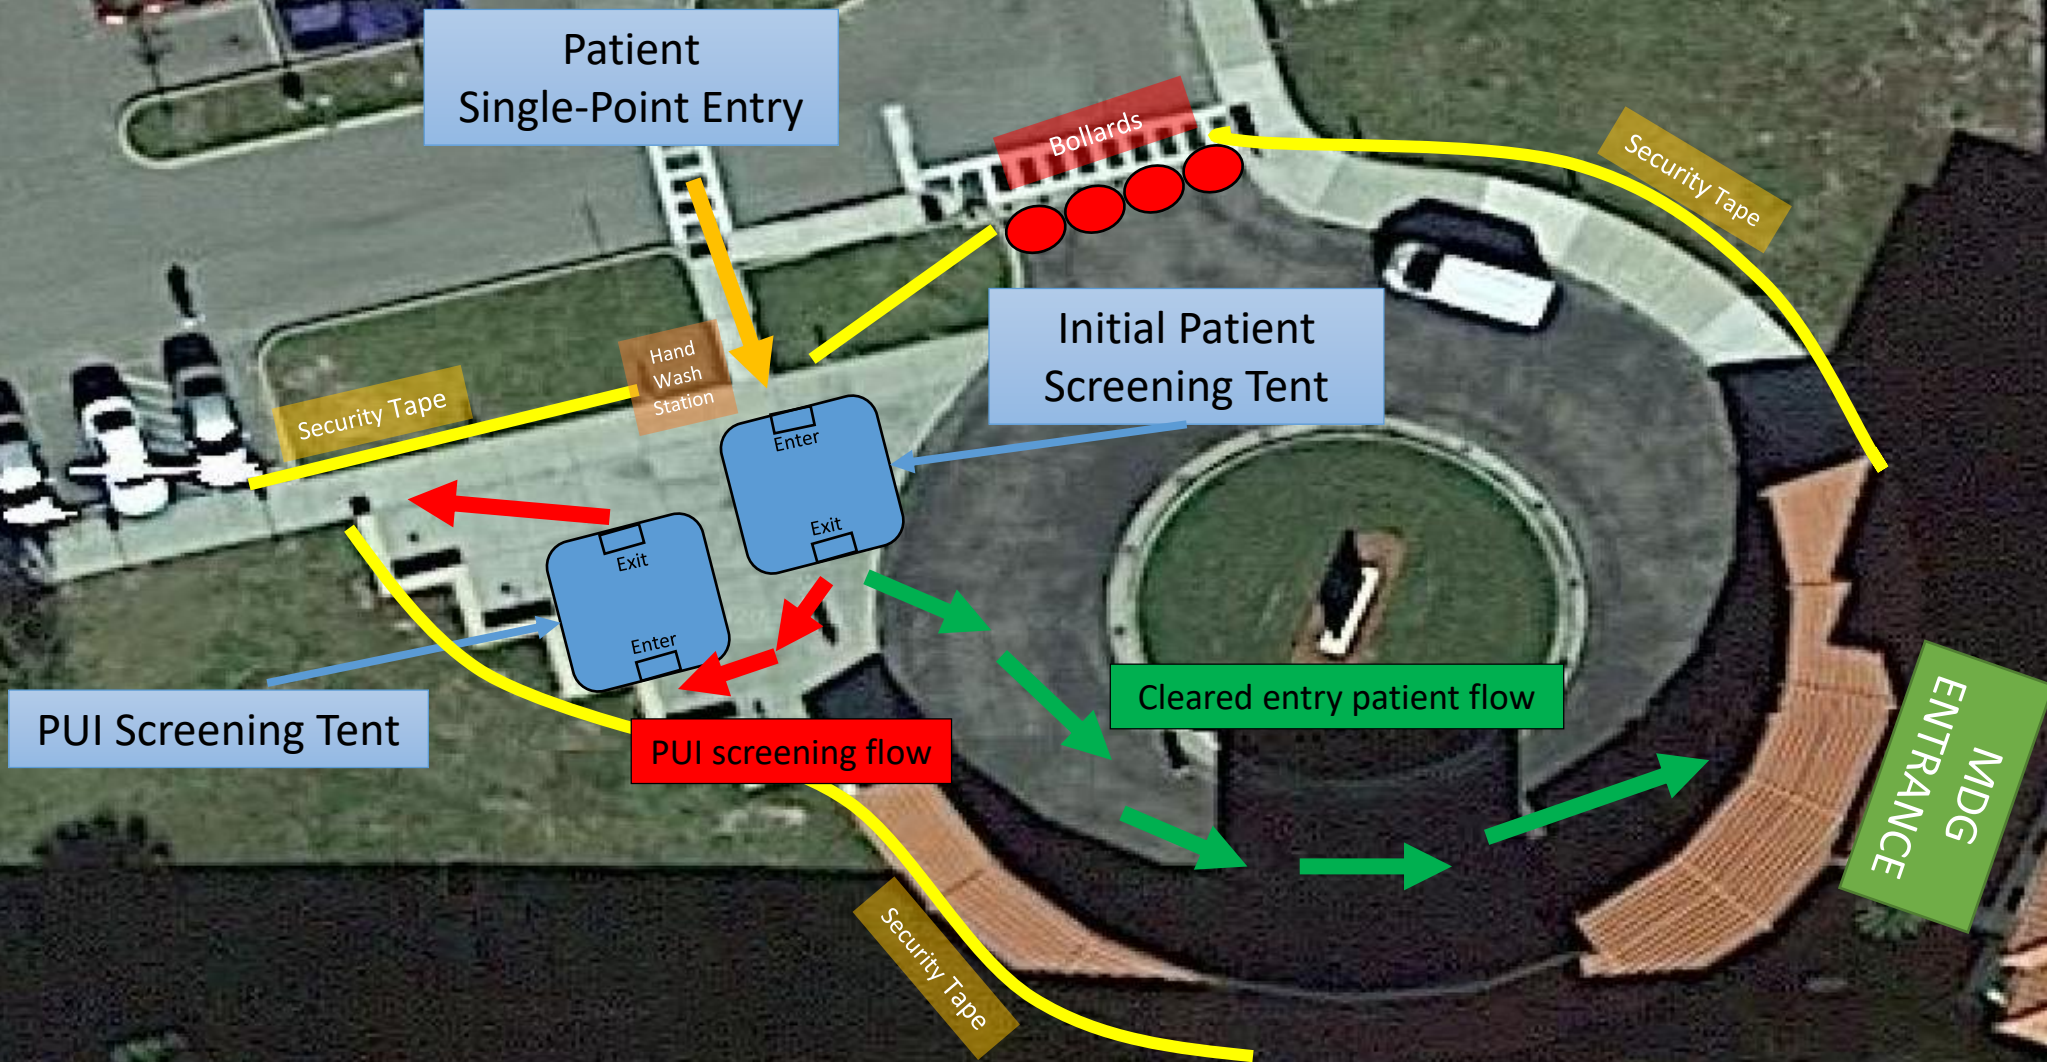 Patient
Single-Point Entry
Bollards
Security Tape
Initial Patient
Screening Tent
Hand
Wash
Station
Security Tape
Enter
Exit
Exit
Enter
PUI Screening Tent
PUI screening flow
Cleared entry patient flow
MDG
ENTRANCE
Security Tape